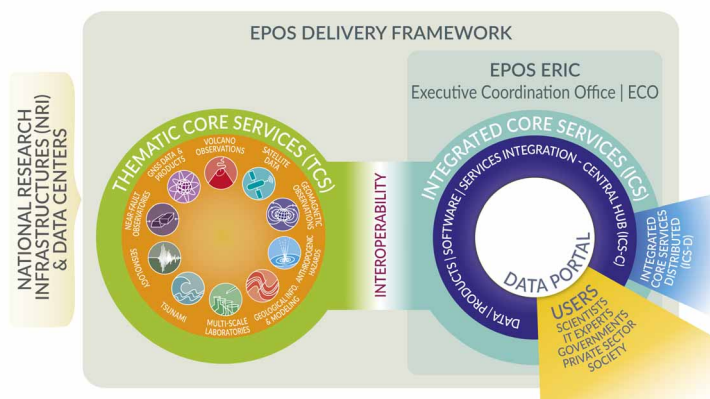 EPOS DELIVERY FRAMEWORK
NATIONAL RESEARCH
INFRASTRUCTURES (NRI)
& DATA CENTERS
EPOS ERIC
Executive Coordination Office | ECO
THEMATIC CORE SERVICES (TCS)
VOLCANO
OBSERVATIONS
SATELLITE
DATA
GEOMAGNETIC
OBSERVATIONS
ANTHROPOGENIC
HAZARDS
GEOLOGICAL INFO
& MODELING
MULTI-SCALE
LABORATORIES
TSUNAMI
SEISMOLOGY
NEAR-FAULT
OBSERVATORIES
GNSS DATA &
PRODUCTS
INTEROPERABILITY
INTEGRATED CORE SERVICES (ICS)
DATA | PRODUCTS | SOFTWARE | SERVICES INTEGRATION - CENTRAL HUB (ICS-C)
DATA PORTAL
INTEGRATED
CORE SERVICES
DISTRIBUTED
(ICS-D)
USERS
SCIENTISTS
IT EXPERTS
GOVERNMENTS
PRIVATE SECTOR
SOCIETY